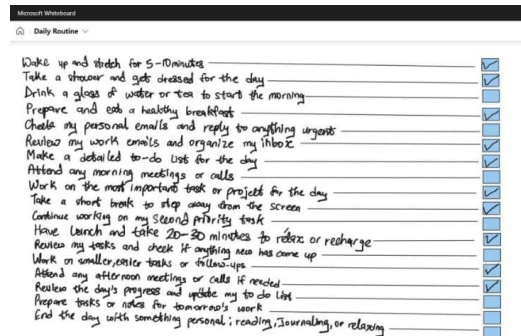 Microsoft Whiteboard
Daily Routine
Wake up and stretch for 5-10 minutes
Take a shower and gets dressed for the day
Drink a glass of water or tea to start the morning
Prepare and eat a healthy breakfast
Check my personal emails and reply to anything urgent
Review my work emails and organize my inbox
Make a detailed to-do list for the day
Attend any morning meetings or calls
Work on the most important task or project for the day
Take a short break to step away from the screen
Continue working on my second priority task
Have lunch and take 20-30 minutes to relax or recharge
Review my tasks and check if anything new has come up
Work on smaller, easier tasks or follow-ups
Attend any afternoon meetings or calls if needed
Review the day's progress and update my to do list
Prepare tasks or notes for tomorrow's work
End the day with something personal; reading, Journaling, or relaxing